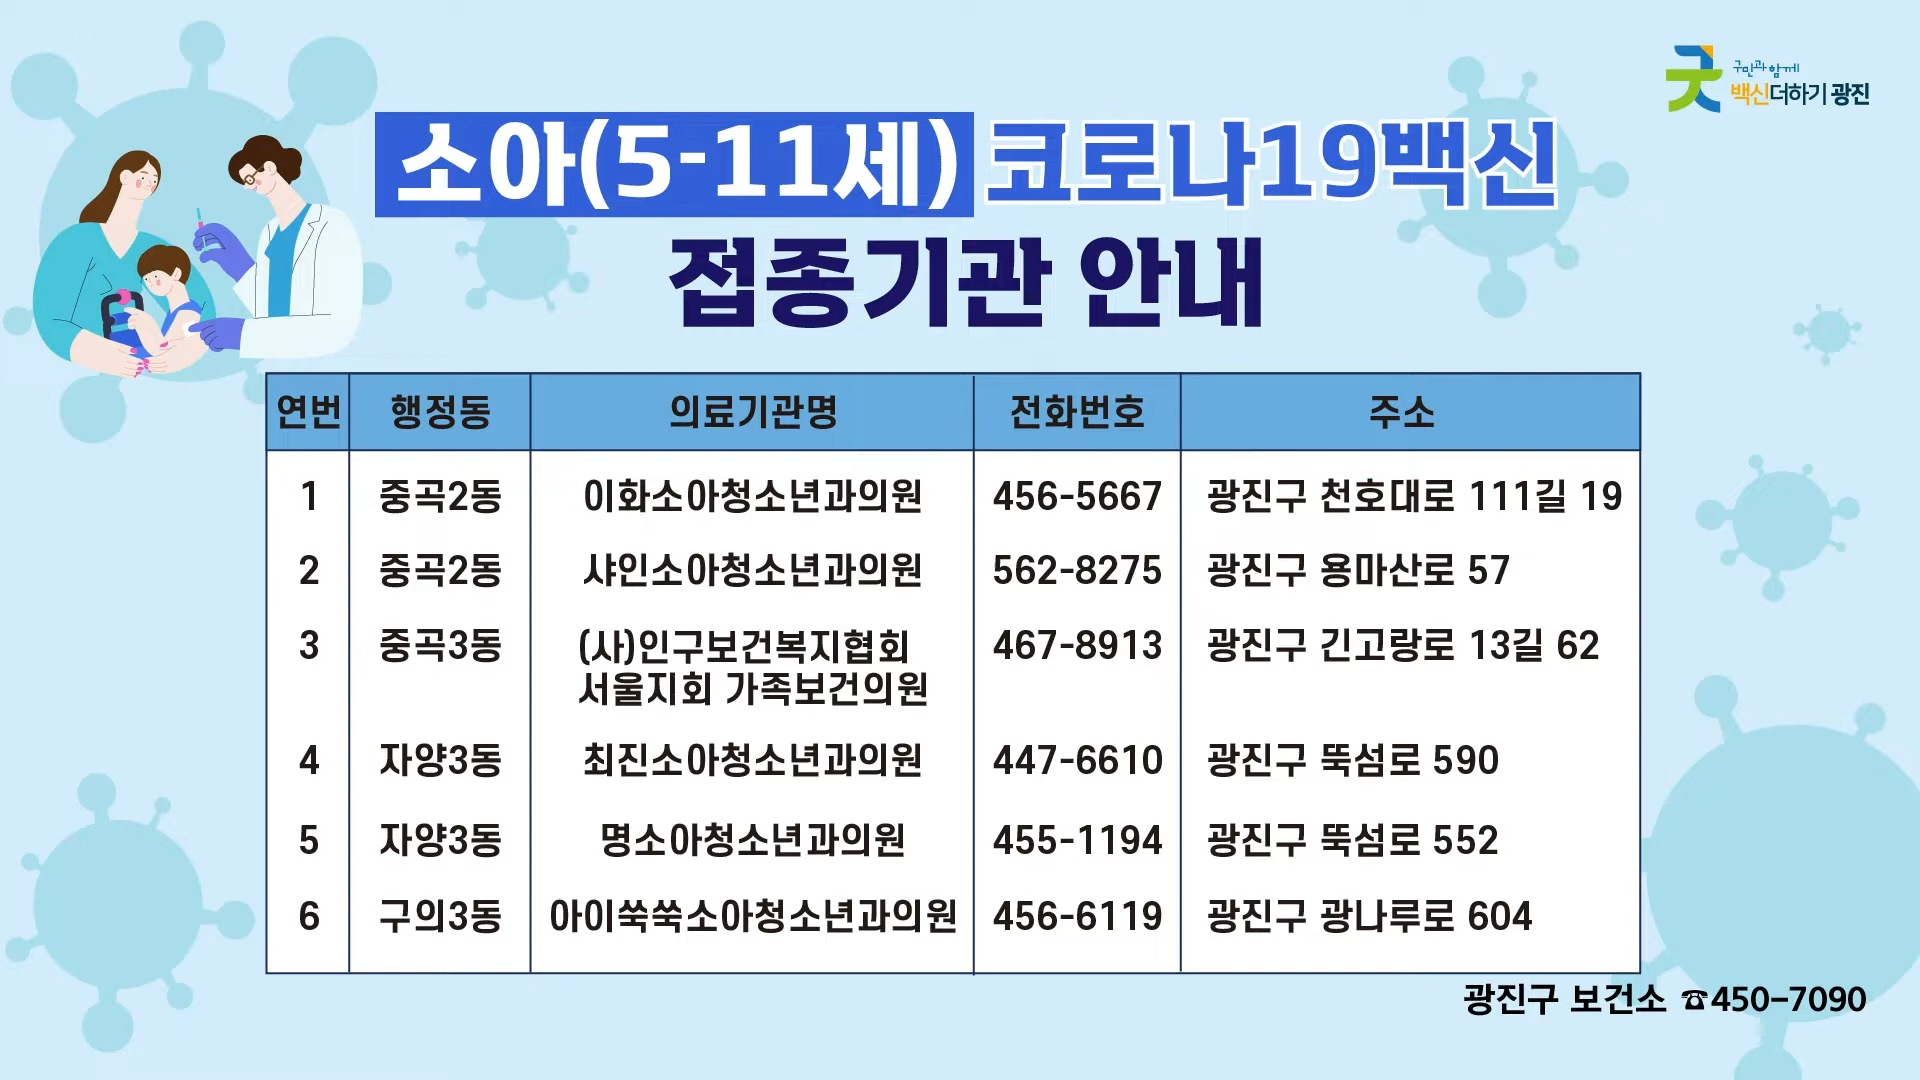 굿 구민과 함께
백신더하기 광진
소아(5-11세) 코로나19백신
접종기관 안내
연번 행정동 의료기관명 전화번호 주소
1 중곡2동 이화소아청소년과의원 456-5667 광진구 천호대로 111길 19
2 중곡2동 샤인소아청소년과의원 562-8275 광진구 용마산로 57
3 중곡3동 (사)인구보건복지협회 467-8913 광진구 긴고랑로 13길 62
서울지회 가족보건의원
4 자양3동 최진소아청소년과의원 447-6610 광진구 뚝섬로 590
5 자양3동 명소아청소년과의원 455-1194 광진구 뚝섬로 552
6 구의3동 아이쑥쑥소아청소년과의원 456-6119 광진구 광나루로 604
광진구 보건소 ☎450-7090